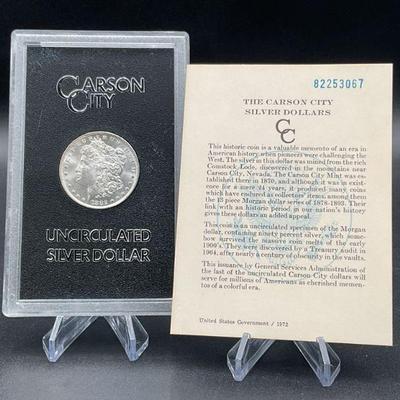 CARSON
CITY
UNCIRCULATED
SILVER DOLLAR
82253067
THE CARSON CITY
SILVER DOLLARS
CC
This historic coin is a valuable memento of an era in
American history when pioneers were challenging the
West. The silver in this dollar was mined from the rich
Comstock Lode, discovered in the mountains near
Carson City, Nevada. The Carson City Mint was es-
tablished there in 1870, and although it was in exist-
ence for a mere 24 years, it produced many coins
which have endured as collectors' items, among them
the 13 piece Morgan dollar series of 1878-1893. Their
link with an historic period in our nation's history
gives these dollars an added appeal.
This coin is an uncirculated specimen of the Morgan
dollar, containing ninety percent silver, which some-
how survived the massive coin melts of the early
1900's. They were discovered by a Treasury audit in
1964, after nearly a century of obscurity in the vaults.
This issuance by General Services Administration of
the last of the uncirculated Carson City dollars will
serve for millions of Americans as cherished memen-
tos of a colorful era.
United States Government / 1972